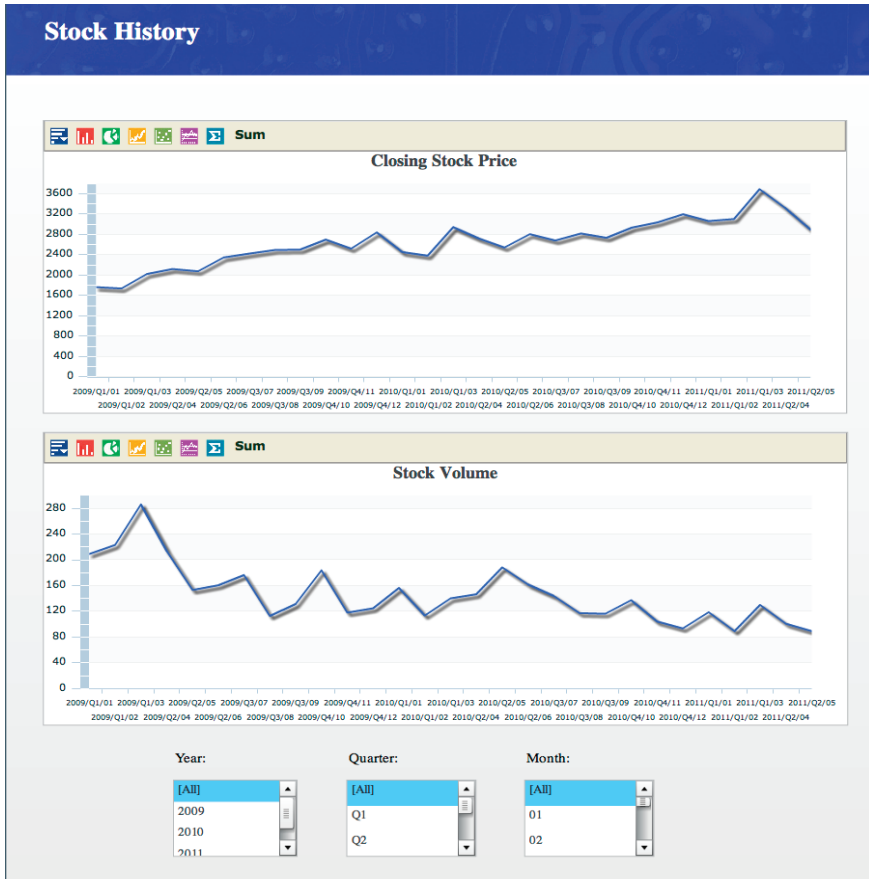 Stock History
Sum
Closing Stock Price
3600
3200
2800
2400
2000
1600
1200
800
400
0
2009/Q1/01 2009/Q1/03 2009/Q2/05 2009/Q3/07 2009/Q3/09 2009/Q4/11 2010/Q1/01 2010/Q1/03 2010/Q2/05 2010/Q3/07 2010/Q3/09 2010/Q4/11 2011/Q1/01 2011/Q1/03 2011/Q2/05
2009/Q1/02 2009/Q2/04 2009/Q2/06 2009/Q3/08 2009/Q4/10 2009/Q4/12 2010/Q1/02 2010/Q2/04 2010/Q2/06 2010/Q3/08 2010/Q4/10 2010/Q4/12 2011/Q1/02 2011/Q2/04
Sum
Stock Volume
280
240
200
160
120
80
40
0
2009/Q1/01 2009/Q1/03 2009/Q2/05 2009/Q3/07 2009/Q3/09 2009/Q4/11 2010/Q1/01 2010/Q1/03 2010/Q2/05 2010/Q3/07 2010/Q3/09 2010/Q4/11 2011/Q1/01 2011/Q1/03 2011/Q2/05
2009/Q1/02 2009/Q2/04 2009/Q2/06 2009/Q3/08 2009/Q4/10 2009/Q4/12 2010/Q1/02 2010/Q2/04 2010/Q2/06 2010/Q3/08 2010/Q4/10 2010/Q4/12 2011/Q1/02 2011/Q2/04
Year: Quarter: Month:
[All] [All] [All]
2009 Q1 01
2010 Q2 02
2011